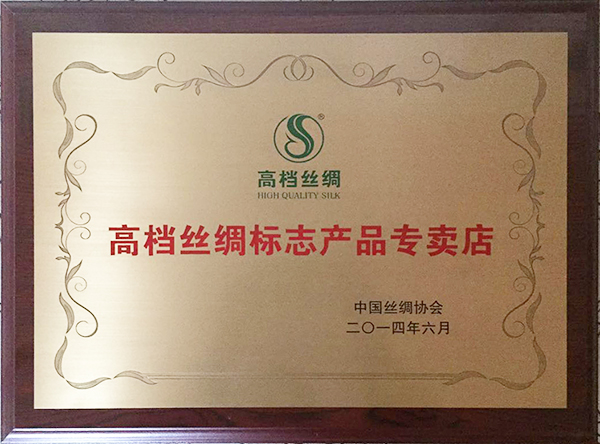 ®
高档丝绸
HIGH QUALITY SILK
高档丝绸标志产品专卖店
中国丝绸协会
二〇一四年六月